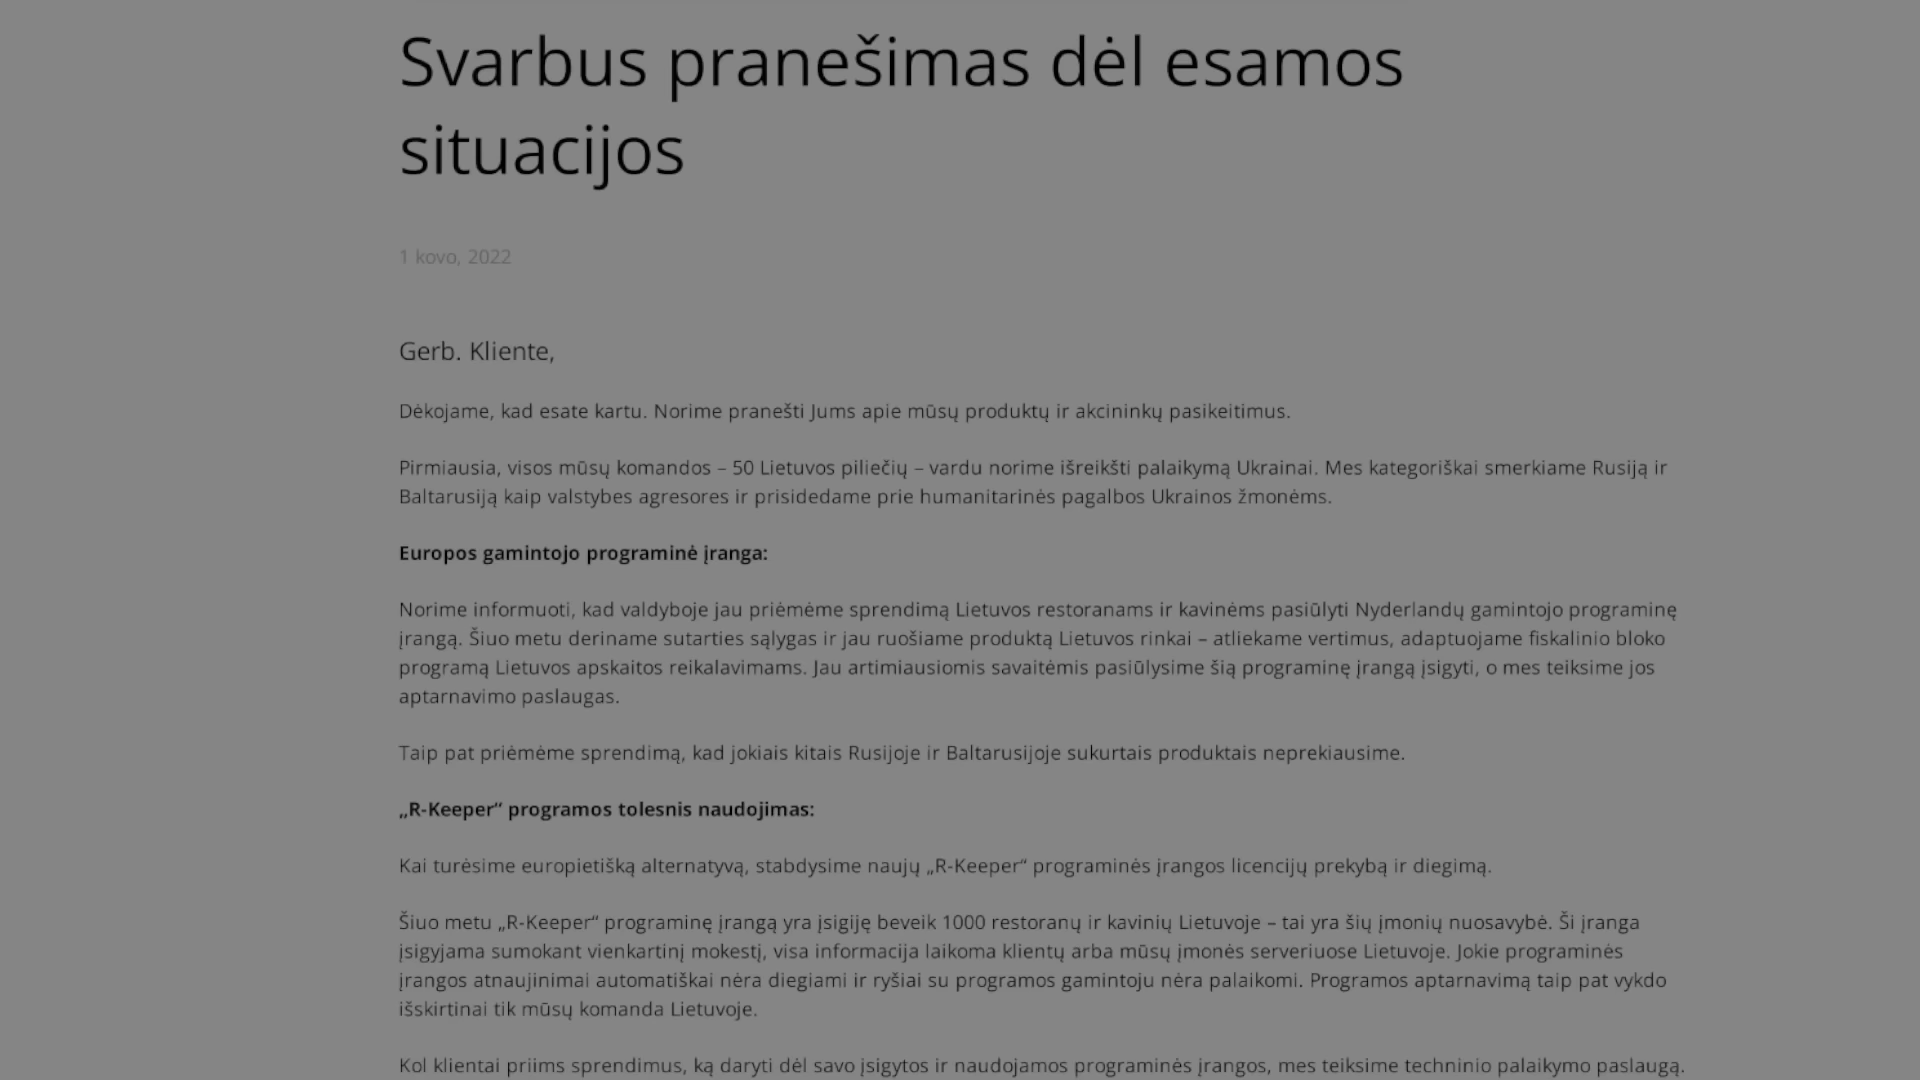 Svarbus pranešimas dėl esamos
situacijos
1 kovo, 2022
Gerb. Kliente,
Dėkojame, kad esate kartu. Norime pranešti Jums apie mūsų produktų ir akcininkų pasikeitimus.
Pirmiausia, visos mūsų komandos – 50 Lietuvos piliečių – vardu norime išreikšti palaikymą Ukrainai. Mes kategoriškai smerkiame Rusiją ir
Baltarusiją kaip valstybes agresores ir prisidedame prie humanitarinės pagalbos Ukrainos žmonėms.
Europos gamintojo programinė įranga:
Norime informuoti, kad valdyboje jau priėmėme sprendimą Lietuvos restoranams ir kavinėms pasiūlyti Nyderlandų gamintojo programinę
įrangą. Šiuo metu deriname sutarties sąlygas ir jau ruošiame produktą Lietuvos rinkai – atliekame vertimus, adaptuojame fiskalinio bloko
programą Lietuvos apskaitos reikalavimams. Jau artimiausiomis savaitėmis pasiūlysime šią programinę įrangą įsigyti, o mes teiksime jos
aptarnavimo paslaugas.
Taip pat priėmėme sprendimą, kad jokiais kitais Rusijoje ir Baltarusijoje sukurtais produktais neprekiausime.
„R-Keeper“ programos tolesnis naudojimas:
Kai turėsime europietišką alternatyvą, stabdysime naujų „R-Keeper“ programinės įrangos licencijų prekybą ir diegimą.
Šiuo metu „R-Keeper“ programinę įrangą yra įsigiję beveik 1000 restoranų ir kavinių Lietuvoje – tai yra šių įmonių nuosavybė. Ši įranga
įsigyjama sumokant vienkartinį mokestį, visa informacija laikoma klientų arba mūsų įmonės serveriuose Lietuvoje. Jokie programinės
įrangos atnaujinimai automatiškai nėra diegiami ir ryšiai su programos gamintoju nėra palaikomi. Programos aptarnavimą taip pat vykdo
išskirtinai tik mūsų komanda Lietuvoje.
Kol klientai priims sprendimus, ką daryti dėl savo įsigytos ir naudojamos programinės įrangos, mes teiksime techninio palaikymo paslaugą.